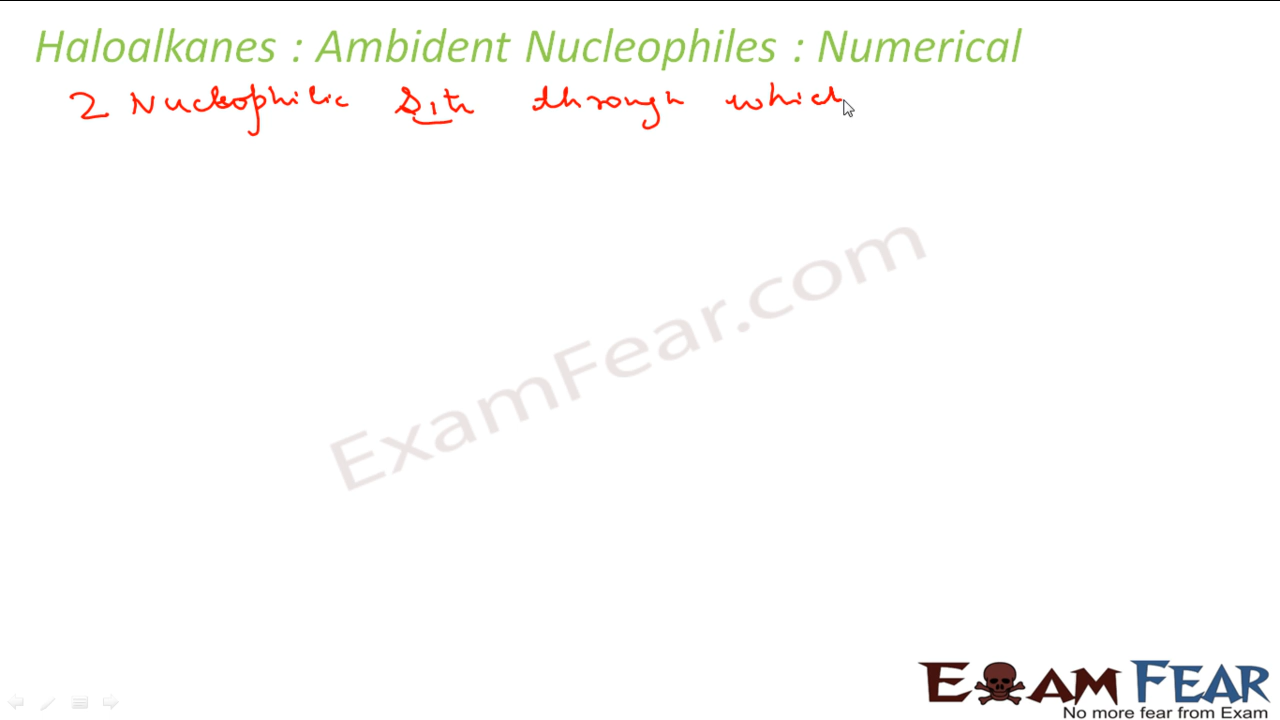 Haloalkanes : Ambident Nucleophiles : Numerical
2 Nucleophilic Site through which
ExamFear.com
EXAM FEAR
No more fear from Exam